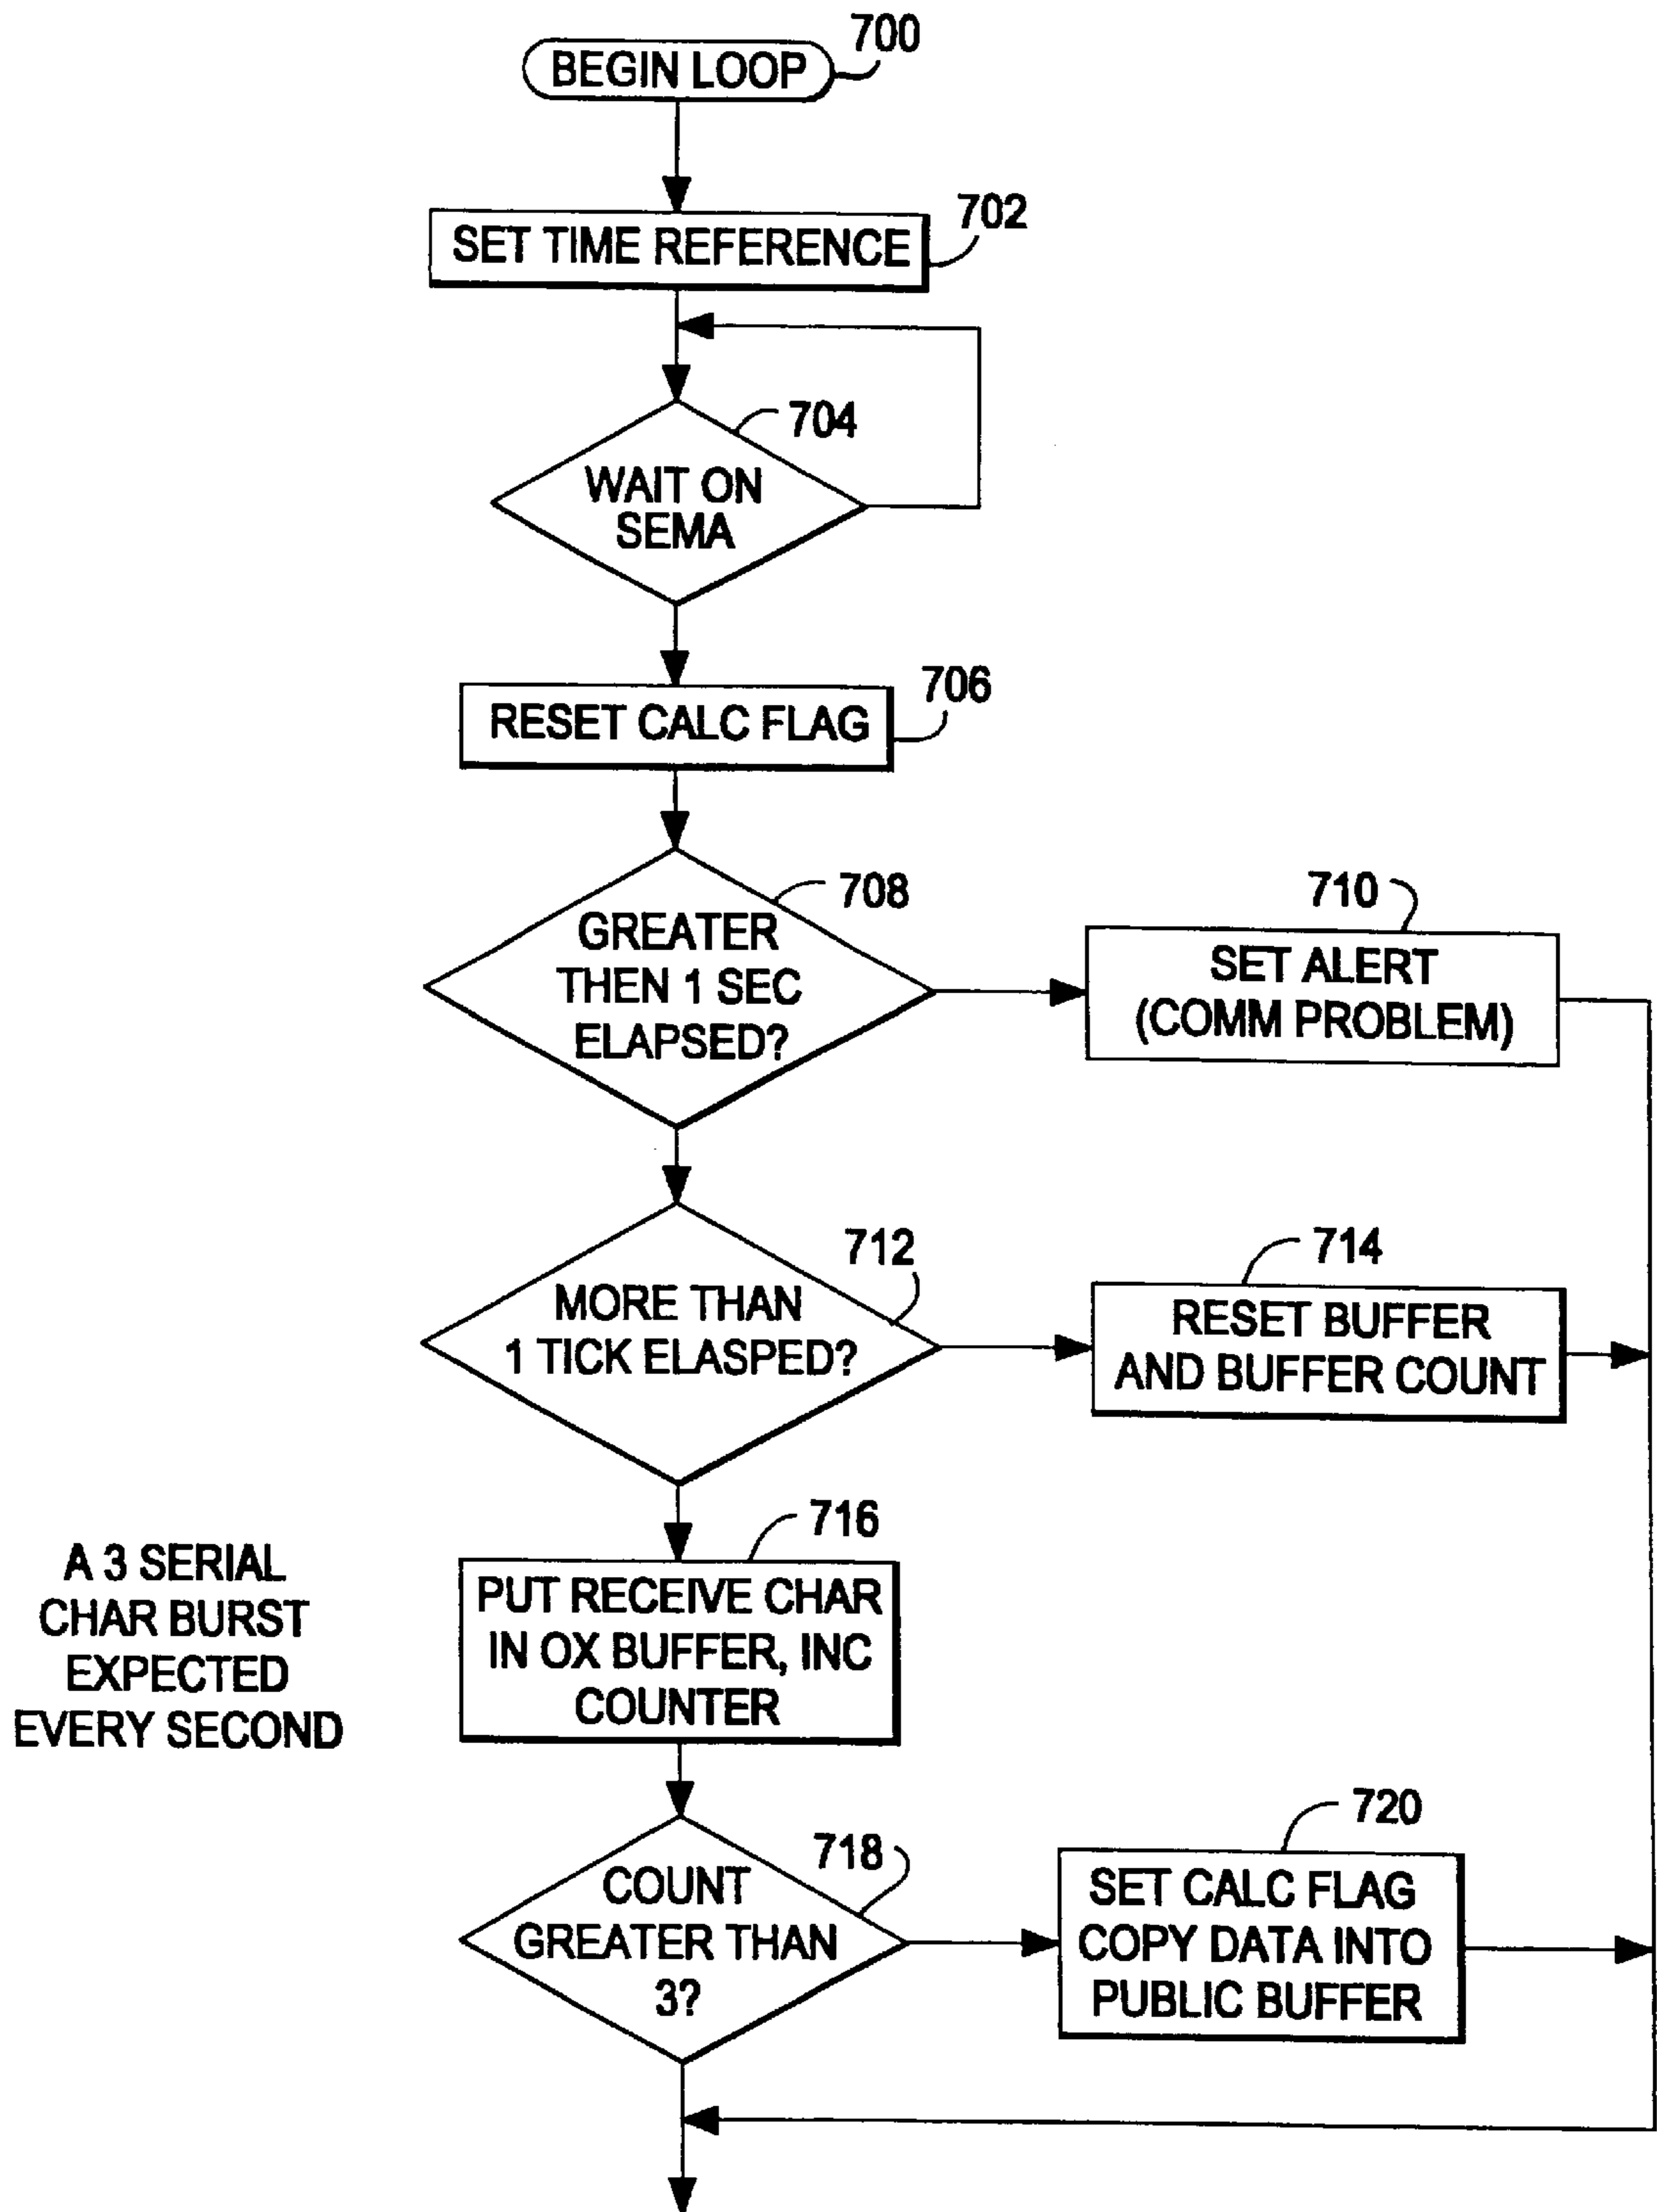 700
BEGIN LOOP
702
SET TIME REFERENCE
704
WAIT ON
SEMA
706
RESET CALC FLAG
708
GREATER
THEN 1 SEC
ELAPSED?
710
SET ALERT
(COMM PROBLEM)
712
MORE THAN
1 TICK ELASPED?
714
RESET BUFFER
AND BUFFER COUNT
A 3 SERIAL
CHAR BURST
EXPECTED
EVERY SECOND
716
PUT RECEIVE CHAR
IN OX BUFFER, INC
COUNTER
718
COUNT
GREATER THAN
3?
720
SET CALC FLAG
COPY DATA INTO
PUBLIC BUFFER